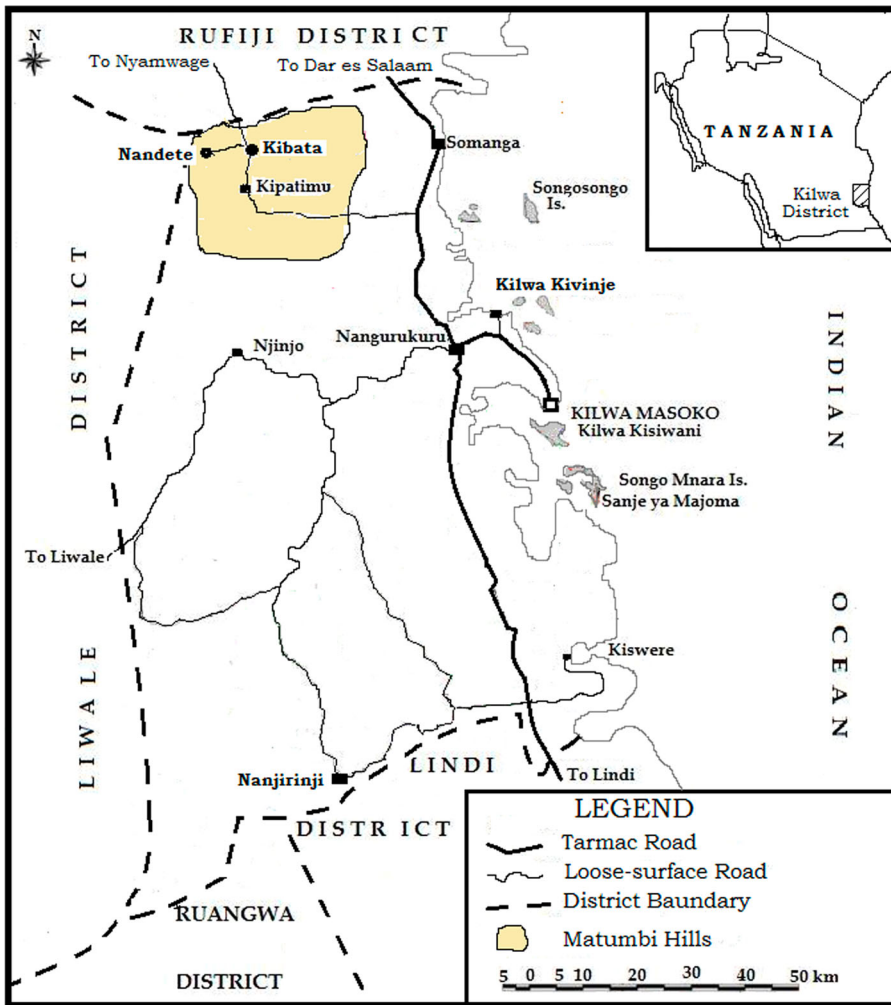 RUFIJI DISTRICT
N
To Nyamwage
To Dar es Salaam
TANZANIA
Kilwa
District
Nandete
Kibata
Kipatimu
Somanga
Songosongo
Is.
Kilwa Kivinje
Nangurukuru
Njinjo
KILWA MASOKO
Kilwa Kisiwani
Songo Mnara Is.
Sanje ya Majoma
To Liwale
LIWALE DISTRICT
INDIAN OCEAN
Kiswere
Nanjirinji
LINDI
DISTRICT
To Lindi
RUANGWA
DISTRICT
LEGEND
Tarmac Road
Loose-surface Road
District Baundary
Matumbi Hills
5 0 5 10 20 30 40 50 km